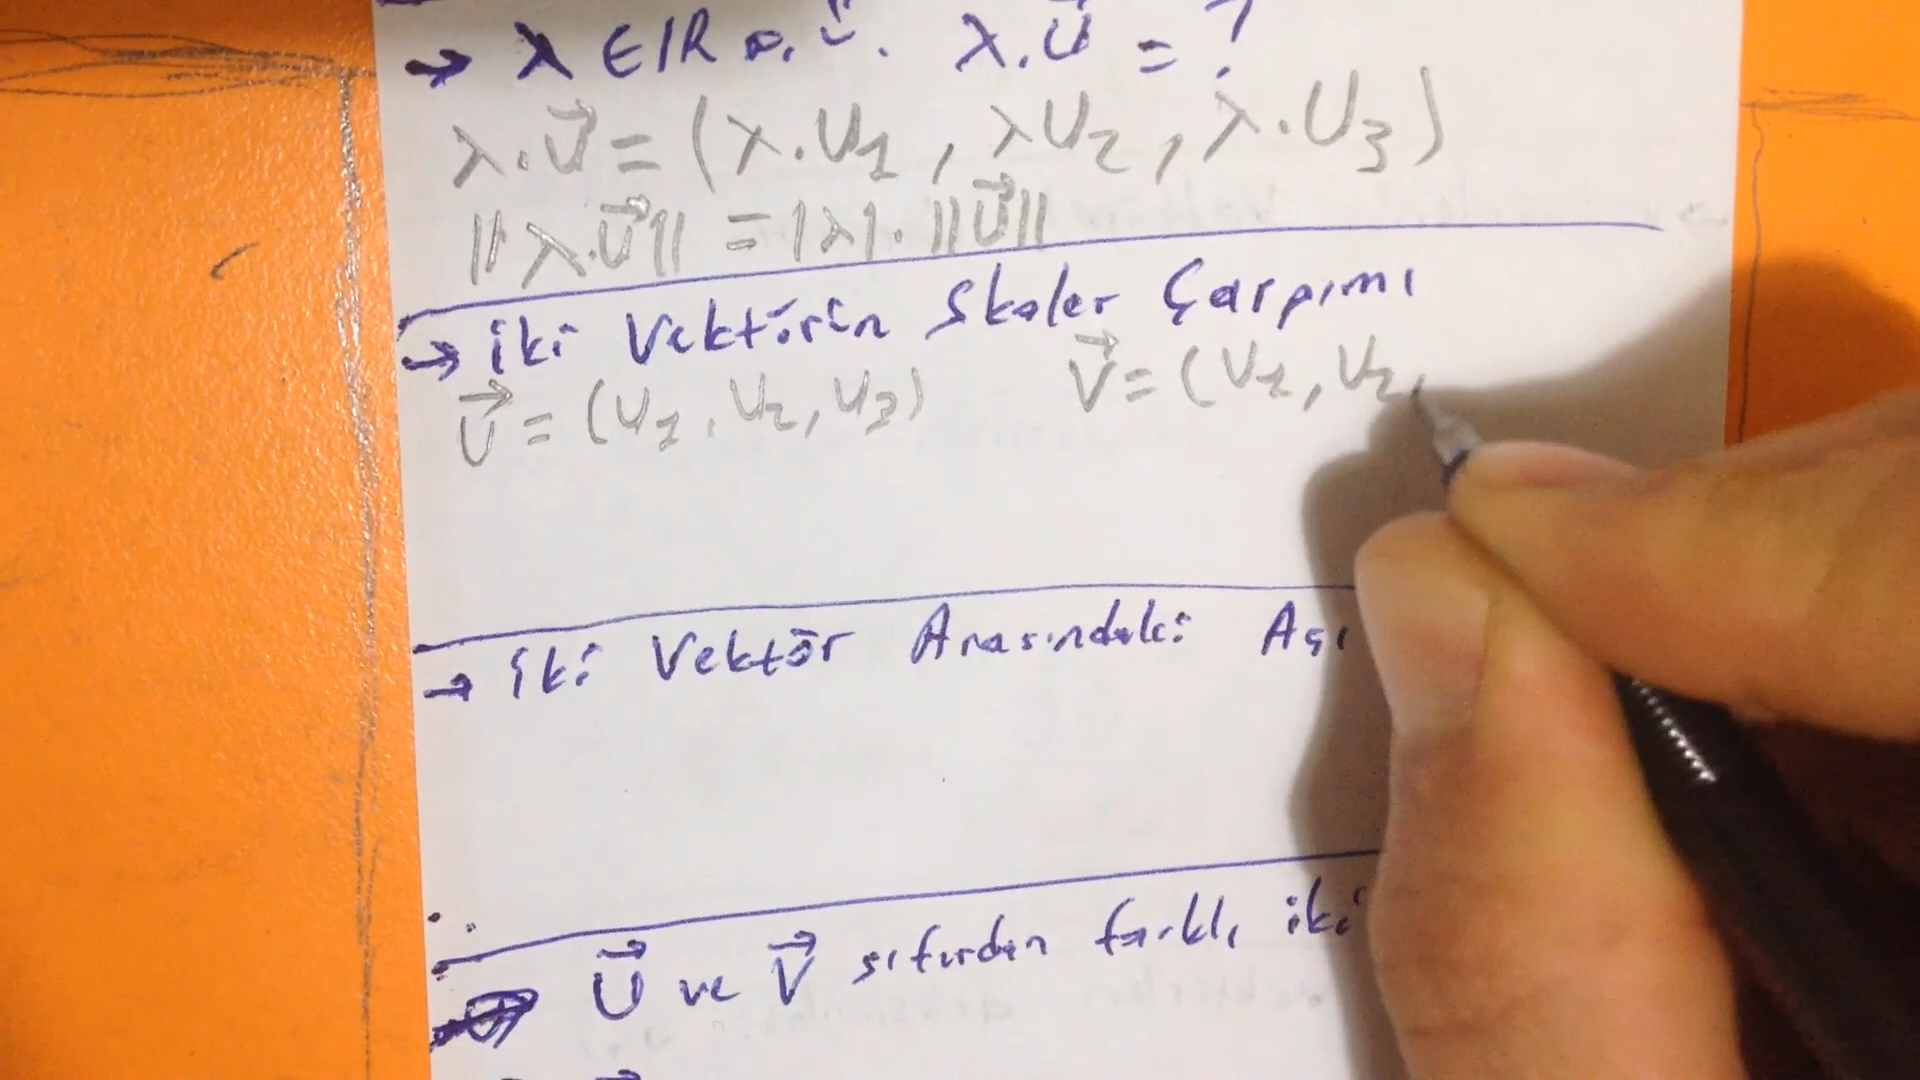 → λ ∈ IR λ.U⃗ = ?
λ.U⃗ = (λ.U1, λU2, λ.U3)
||λ.U⃗|| = |λ|.||U⃗||
→ iki Vektörün Skaler Çarpımı
U⃗ = (U1, U2, U3) V⃗ = (V1, V2,
→ iki Vektör Arasındaki Açı
U⃗ ve V⃗ sıfırdan farklı iki